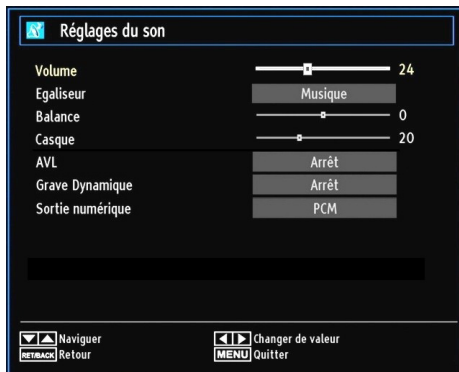 Réglages du son
Volume 24
Egaliseur Musique
Balance 0
Casque 20
AVL Arrêt
Grave Dynamique Arrêt
Sortie numérique PCM
Naviguer Changer de valeur
RET/BACK Retour MENU Quitter